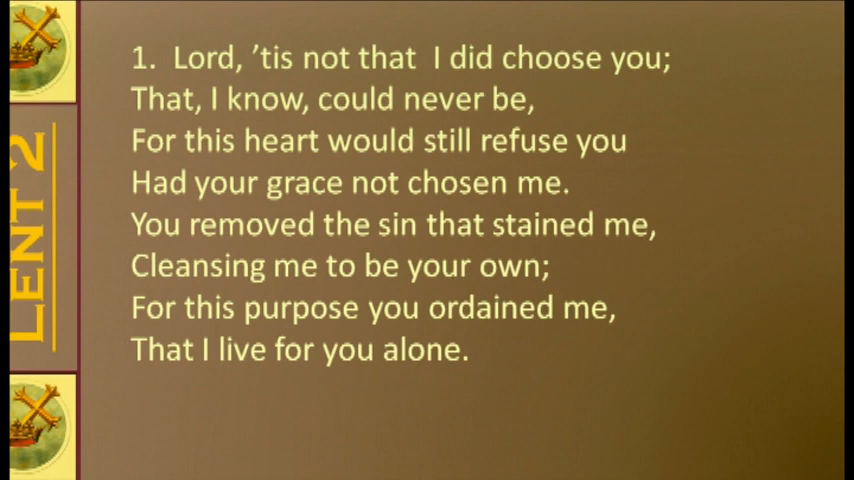 LENT 2
1. Lord, ’tis not that I did choose you;
That, I know, could never be,
For this heart would still refuse you
Had your grace not chosen me.
You removed the sin that stained me,
Cleansing me to be your own;
For this purpose you ordained me,
That I live for you alone.